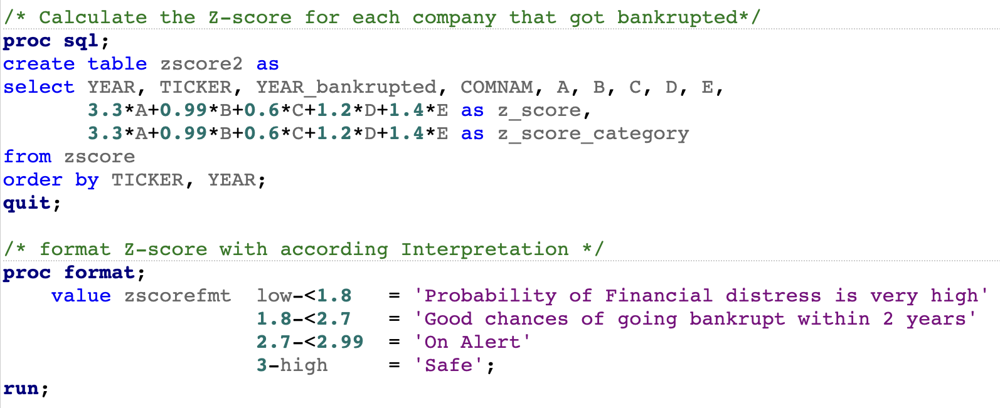 /* Calculate the Z-score for each company that got bankrupted*/
proc sql;
create table zscore2 as
select YEAR, TICKER, YEAR_bankrupted, COMNAM, A, B, C, D, E,
       3.3*A+0.99*B+0.6*C+1.2*D+1.4*E as z_score,
       3.3*A+0.99*B+0.6*C+1.2*D+1.4*E as z_score_category
from zscore
order by TICKER, YEAR;
quit;

/* format Z-score with according Interpretation */
proc format;
    value zscorefmt  low-<1.8   = 'Probability of Financial distress is very high'
                     1.8-<2.7   = 'Good chances of going bankrupt within 2 years'
                     2.7-<2.99  = 'On Alert'
                     3-high     = 'Safe';
run;